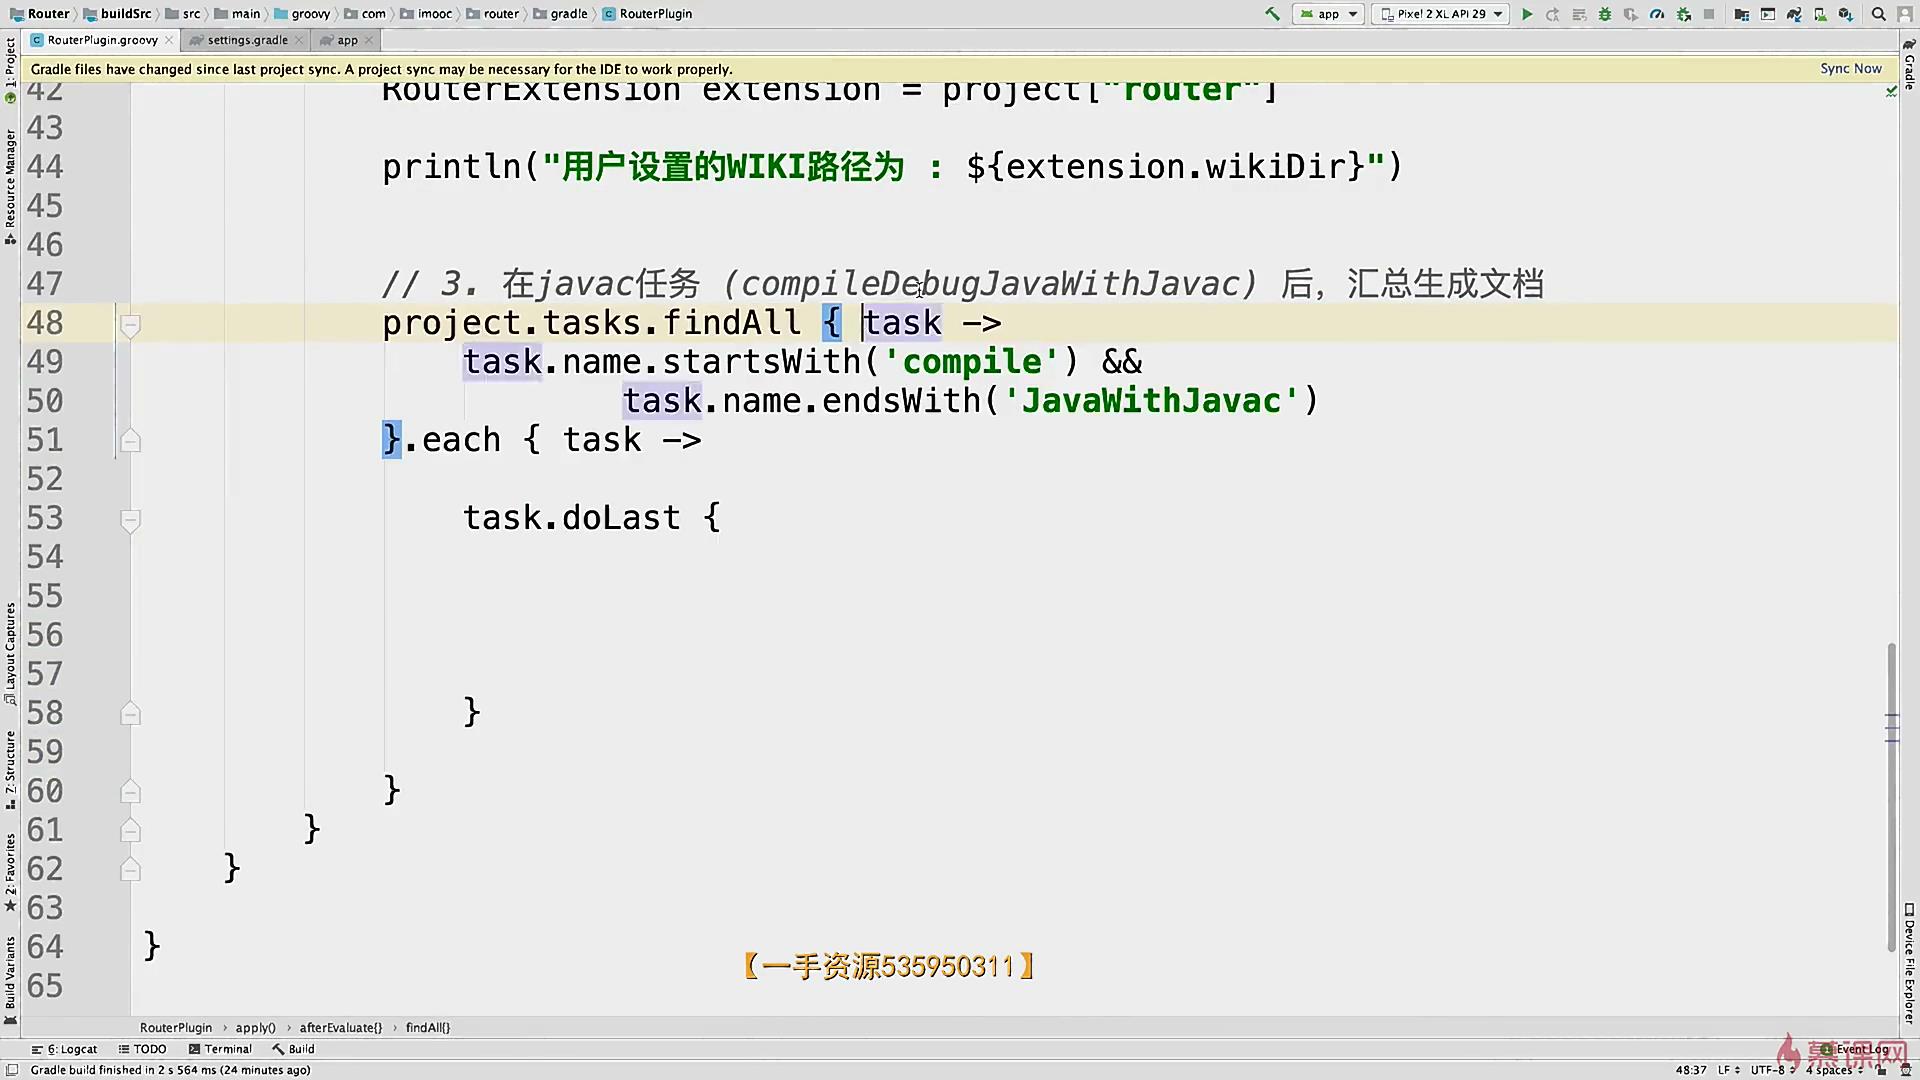 Router buildSrc src main groovy com imooc router gradle RouterPlugin app Pixel 2 XL API 29
RouterPlugin.groovy settings.gradle app
Gradle files have changed since last project sync. A project sync may be necessary for the IDE to work properly. Sync Now
42 RouterExtension extension = project["router"]
43
44 println("用户设置的WIKI路径为 : ${extension.wikiDir}")
45
46
47 // 3. 在javac任务 (compileDebugJavaWithJavac) 后，汇总生成文档
48 project.tasks.findAll { task ->
49 task.name.startsWith('compile') &&
50 task.name.endsWith('JavaWithJavac')
51 }.each { task ->
52
53 task.doLast {
54
55
56
57
58 }
59
60 }
61 }
62 }
63
64 }
65
【一手资源535950311】
RouterPlugin › apply() › afterEvaluate{} › findAll{}
6: Logcat TODO Terminal Build Event Log
慕课网
Gradle build finished in 2 s 564 ms (24 minutes ago) 48:37 LF UTF-8 4 spaces
1: Project
Resource Manager
Layout Captures
7: Structure
2: Favorites
Build Variants
Gradle
Device File Explorer